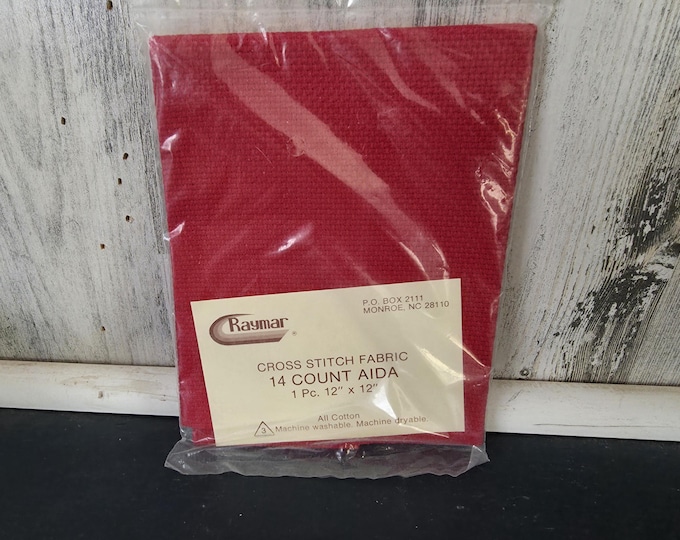 Raymar ®
P.O. BOX 2111
MONROE, NC 28110
CROSS STITCH FABRIC
14 COUNT AIDA
1 Pc. 12" x 12"
All Cotton
3 Machine washable. Machine dryable.